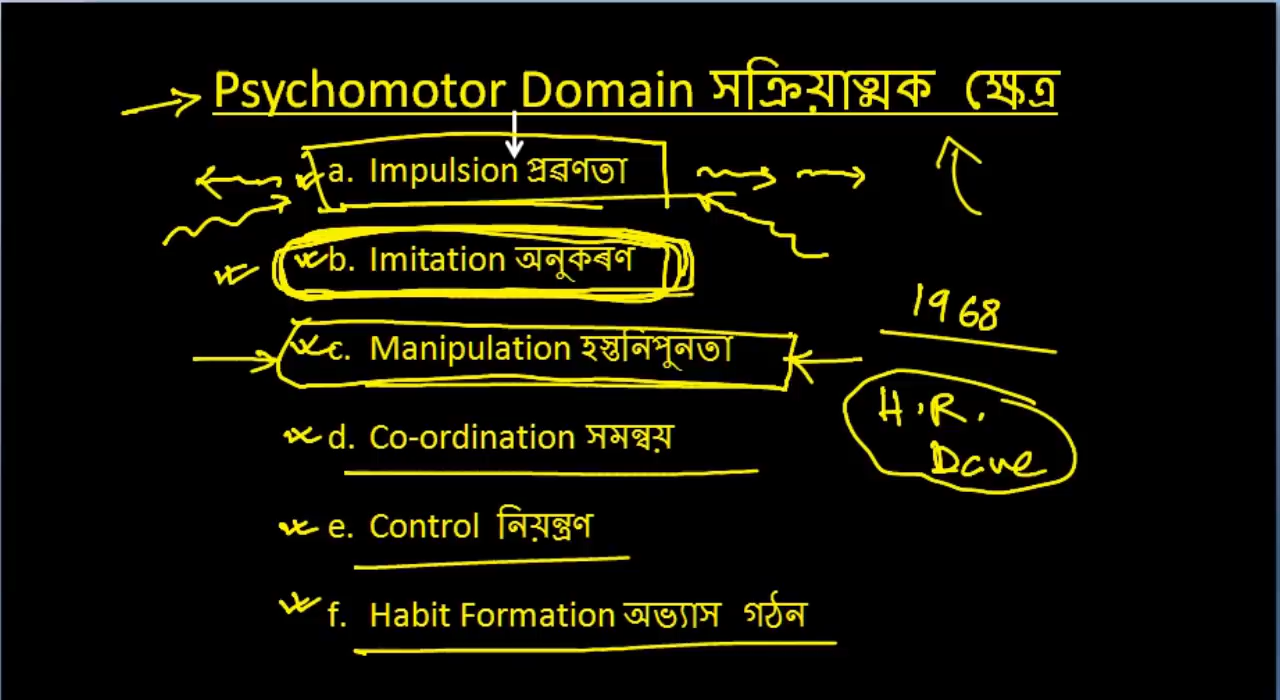 Psychomotor Domain সক্রিয়াত্মক ক্ষেত্ৰ
a. Impulsion প্ৰৱণতা
b. Imitation অনুকৰণ
c. Manipulation হস্তনিপুনতা
d. Co-ordination সমন্বয়
e. Control নিয়ন্ত্ৰণ
f. Habit Formation অভ্যাস গঠন
1968
H.R.
Dave